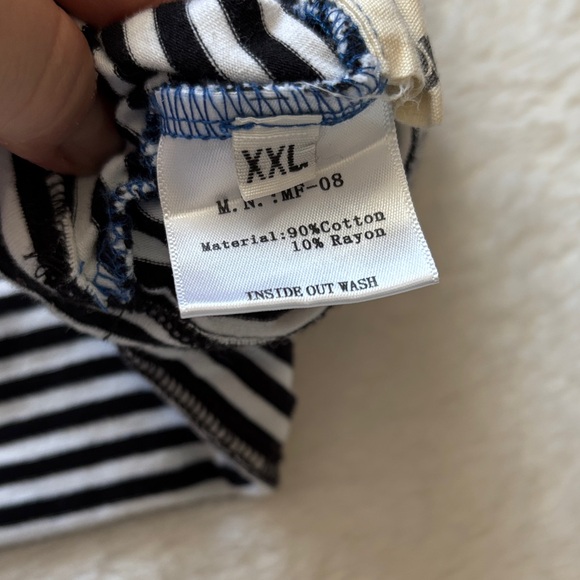 XXL
M.N.:MF-08
Material:90%Cotton
10% Rayon
INSIDE OUT WASH